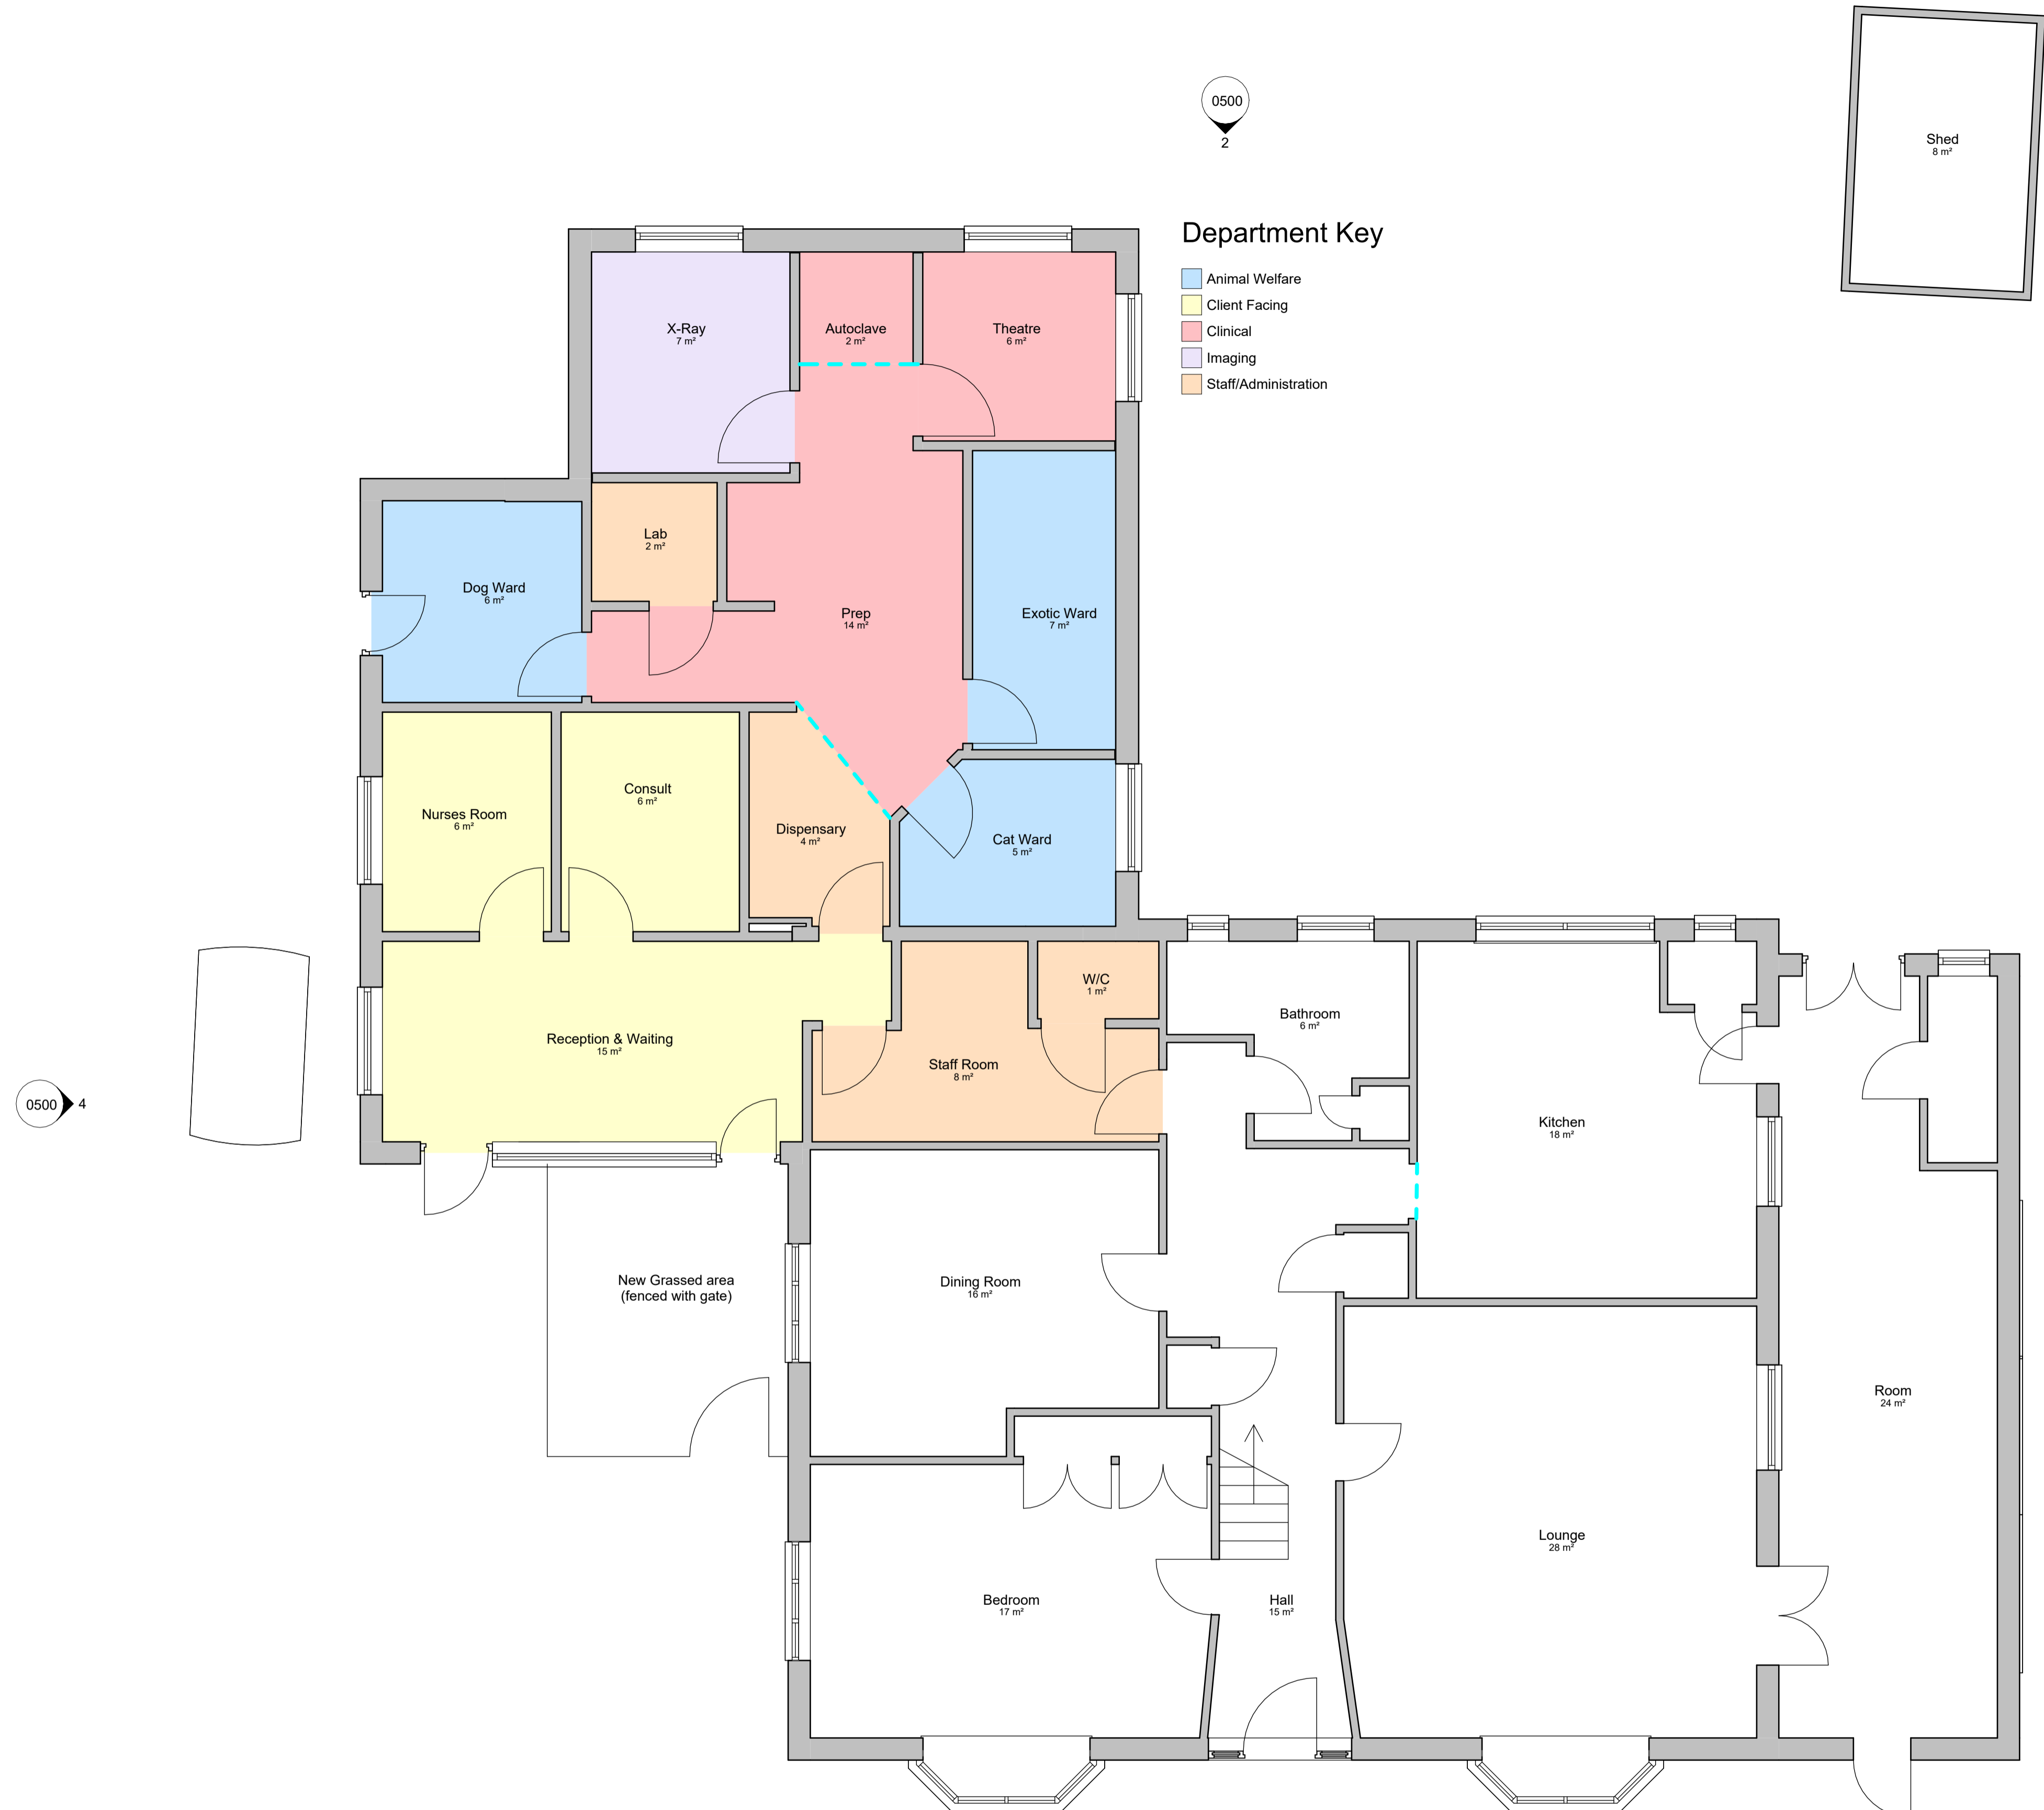 Shed
8 m²
0500
2
Department Key
Animal Welfare
Client Facing
Clinical
Imaging
Staff/Administration
X-Ray
7 m²
Autoclave
2 m²
Theatre
6 m²
Lab
2 m²
Dog Ward
6 m²
Prep
14 m²
Exotic Ward
7 m²
Nurses Room
6 m²
Consult
6 m²
Dispensary
4 m²
Cat Ward
5 m²
W/C
1 m²
Bathroom
6 m²
Reception & Waiting
15 m²
Staff Room
8 m²
0500
4
Kitchen
18 m²
New Grassed area
(fenced with gate)
Dining Room
16 m²
Room
24 m²
Lounge
28 m²
Bedroom
17 m²
Hall
15 m²